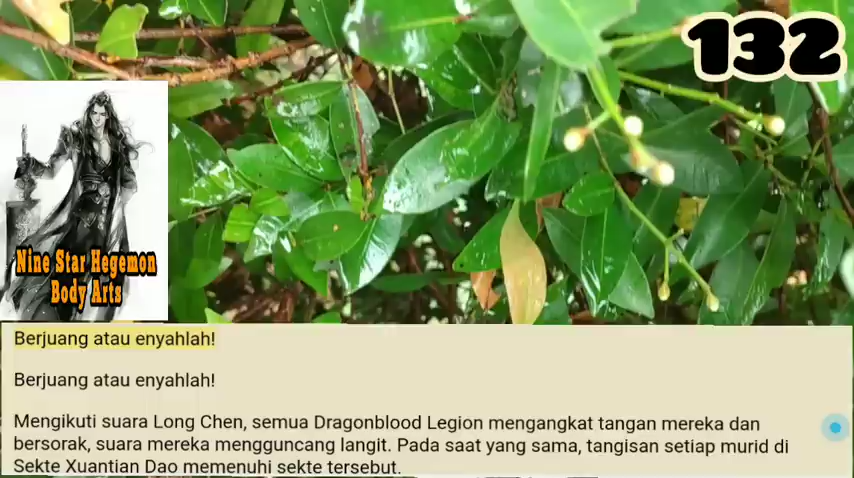 132
Nine Star Hegemon
Body Arts
Berjuang atau enyahlah!
Berjuang atau enyahlah!
Mengikuti suara Long Chen, semua Dragonblood Legion mengangkat tangan mereka dan
bersorak, suara mereka mengguncang langit. Pada saat yang sama, tangisan setiap murid di
Sekte Xuantian Dao memenuhi sekte tersebut.